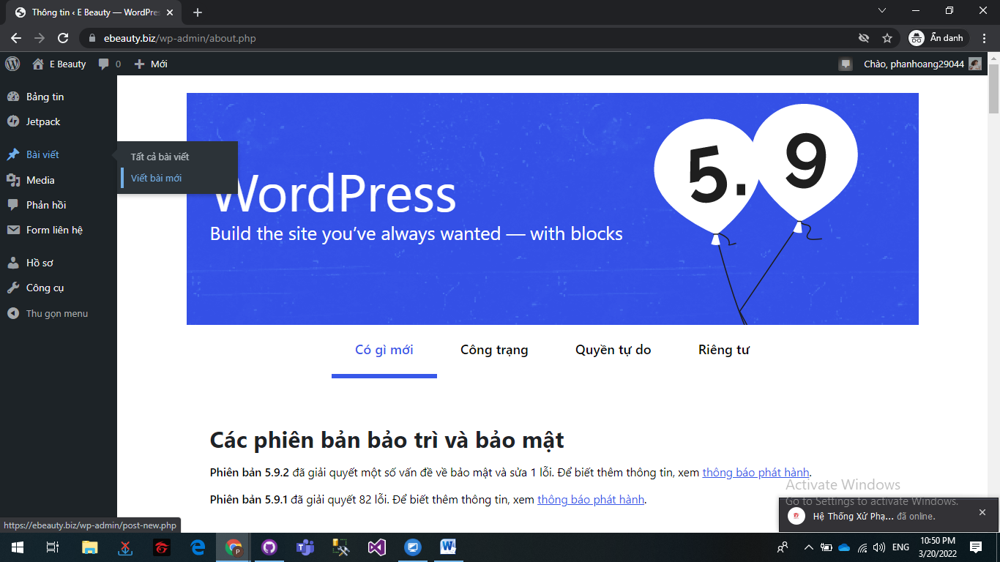 Thông tin ‹ E Beauty — WordPres
ebeauty.biz/wp-admin/about.php
Ẩn danh
E Beauty
0
Mới
Chào, phanhoang29044
Bảng tin
Jetpack
Bài viết
Tất cả bài viết
Viết bài mới
Media
Phản hồi
Form liên hệ
Hồ sơ
Công cụ
Thu gọn menu
WordPress
Build the site you’ve always wanted — with blocks
5.9
Có gì mới
Công trạng
Quyền tự do
Riêng tư
Các phiên bản bảo trì và bảo mật
Phiên bản 5.9.2 đã giải quyết một số vấn đề về bảo mật và sửa 1 lỗi. Để biết thêm thông tin, xem thông báo phát hành.
Phiên bản 5.9.1 đã giải quyết 82 lỗi. Để biết thêm thông tin, xem thông báo phát hành.
Activate Windows
Go to Settings to activate Windows.
Hệ Thống Xử Phạ... đã online.
https://ebeauty.biz/wp-admin/post-new.php
P
ENG
10:50 PM
3/20/2022